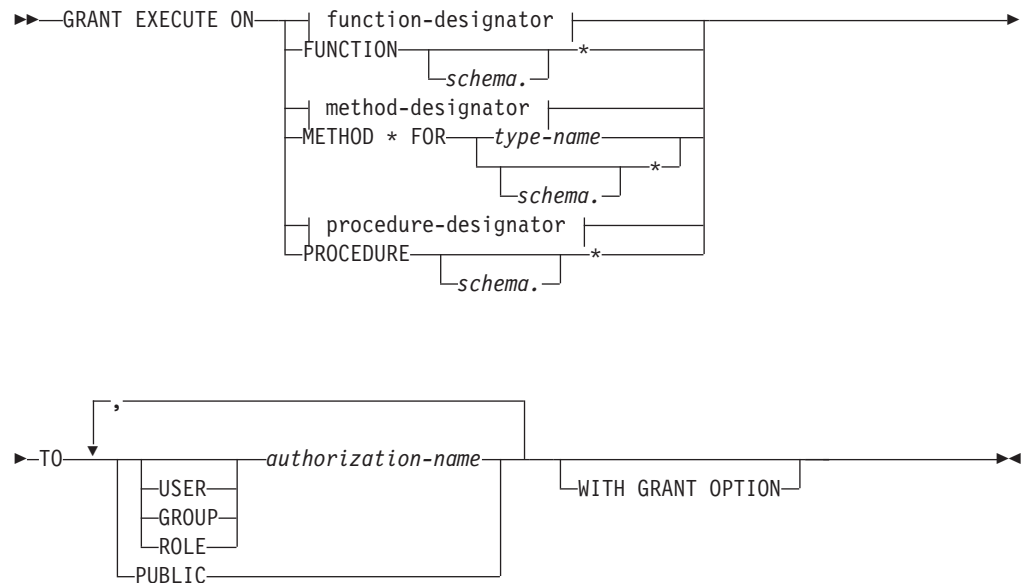 GRANT EXECUTE ON function-designator
FUNCTION *
schema.
method-designator
METHOD * FOR type-name
*
schema.
procedure-designator
PROCEDURE *
schema.
,
TO authorization-name
USER WITH GRANT OPTION
GROUP
ROLE
PUBLIC